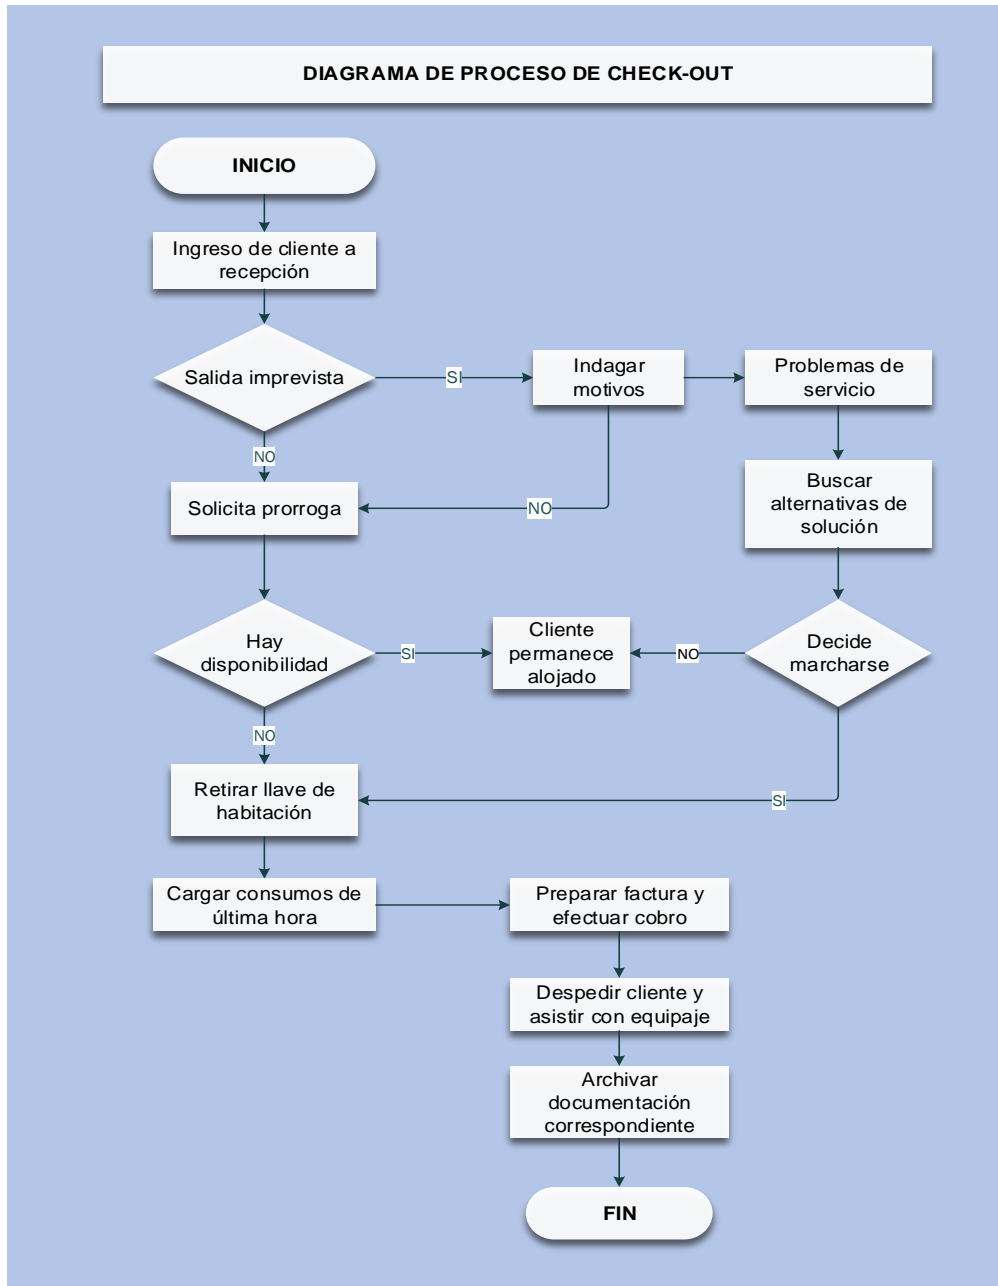 DIAGRAMA DE PROCESO DE CHECK-OUT
INICIO
Ingreso de cliente a
recepción
Salida imprevista
SI
Indagar
motivos
Problemas de
servicio
NO
Solicita prorroga
NO
Buscar
alternativas de
solución
Hay
disponibilidad
SI
Cliente
permanece
alojado
NO
Decide
marcharse
NO
Retirar llave de
habitación
SI
Cargar consumos de
última hora
Preparar factura y
efectuar cobro
Despedir cliente y
asistir con equipaje
Archivar
documentación
correspondiente
FIN